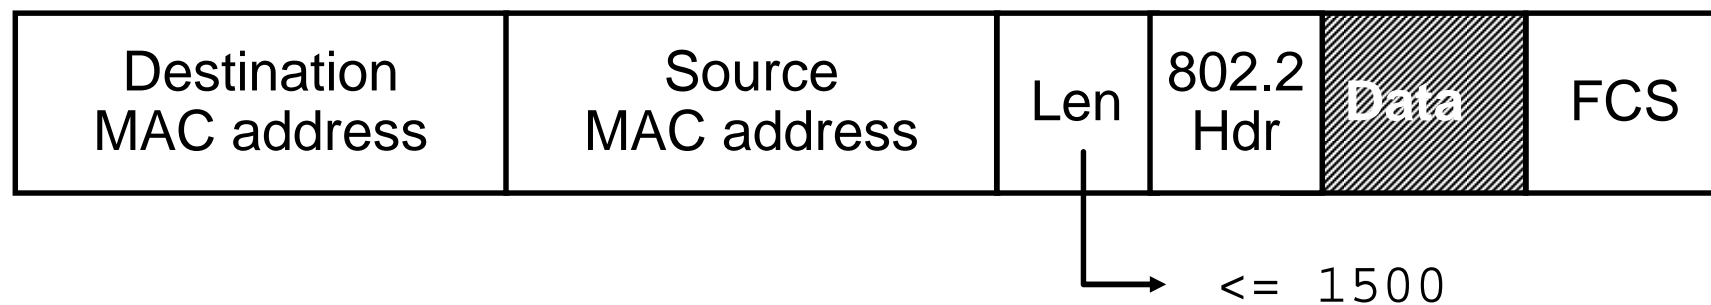 Destination
MAC address
Source
MAC address
Len
802.2
Hdr
Data
FCS
<= 1500